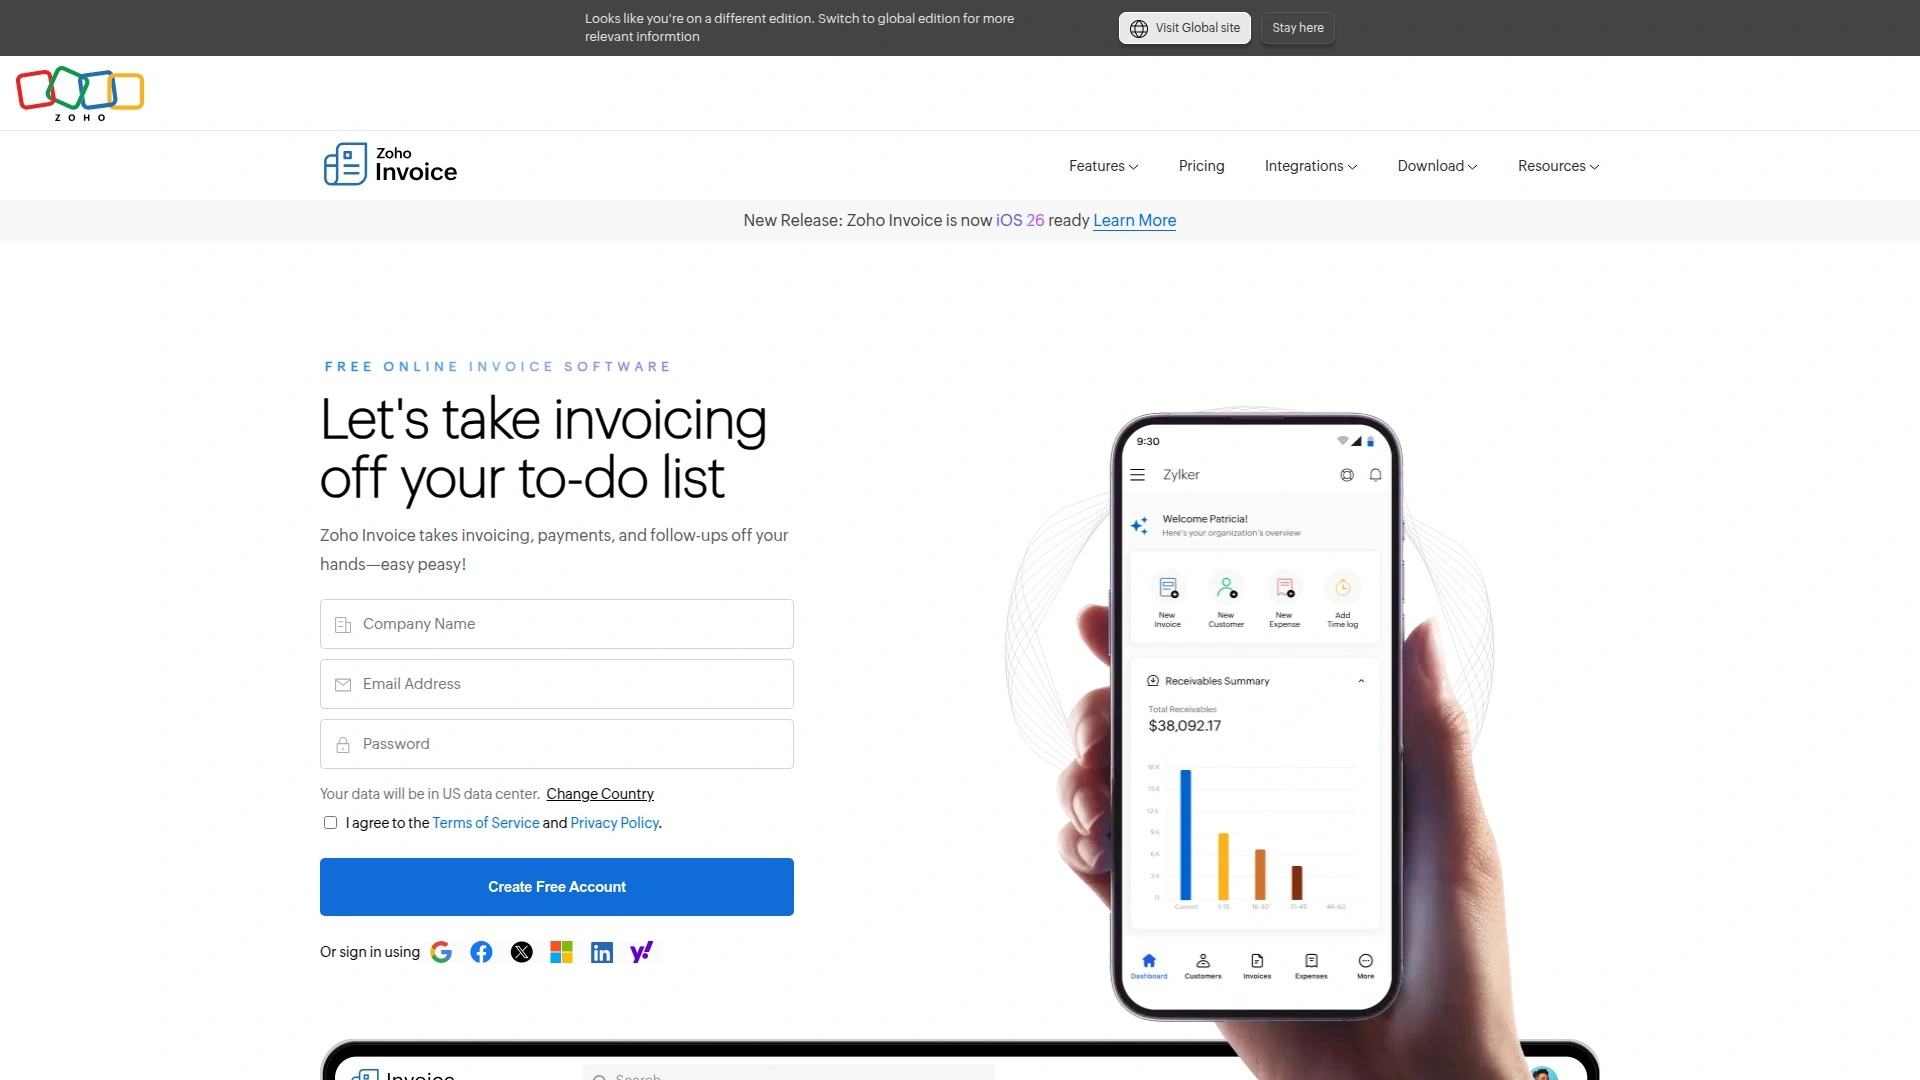 Looks like you're on a different edition. Switch to global edition for more
relevant informtion
Visit Global site
Stay here
ZOHO
Zoho
Invoice
Features
Pricing
Integrations
Download
Resources
New Release: Zoho Invoice is now iOS 26 ready Learn More
FREE ONLINE INVOICE SOFTWARE
Let's take invoicing
off your to-do list
Zoho Invoice takes invoicing, payments, and follow-ups off your
hands—easy peasy!
Company Name
Email Address
Password
Your data will be in US data center. Change Country
I agree to the Terms of Service and Privacy Policy.
Create Free Account
Or sign in using
9:30
Zylker
Welcome Patricia!
Here's your organization's overview
New
Invoice
New
Customer
New
Expense
Add
Time log
Receivables Summary
Total Receivables
$38,092.17
18 K
15 K
12 K
9 K
6 K
3 K
0
Current
1-15
16-30
31-45
46-60
Dashboard
Customers
Invoices
Expenses
More
Invoice
Search